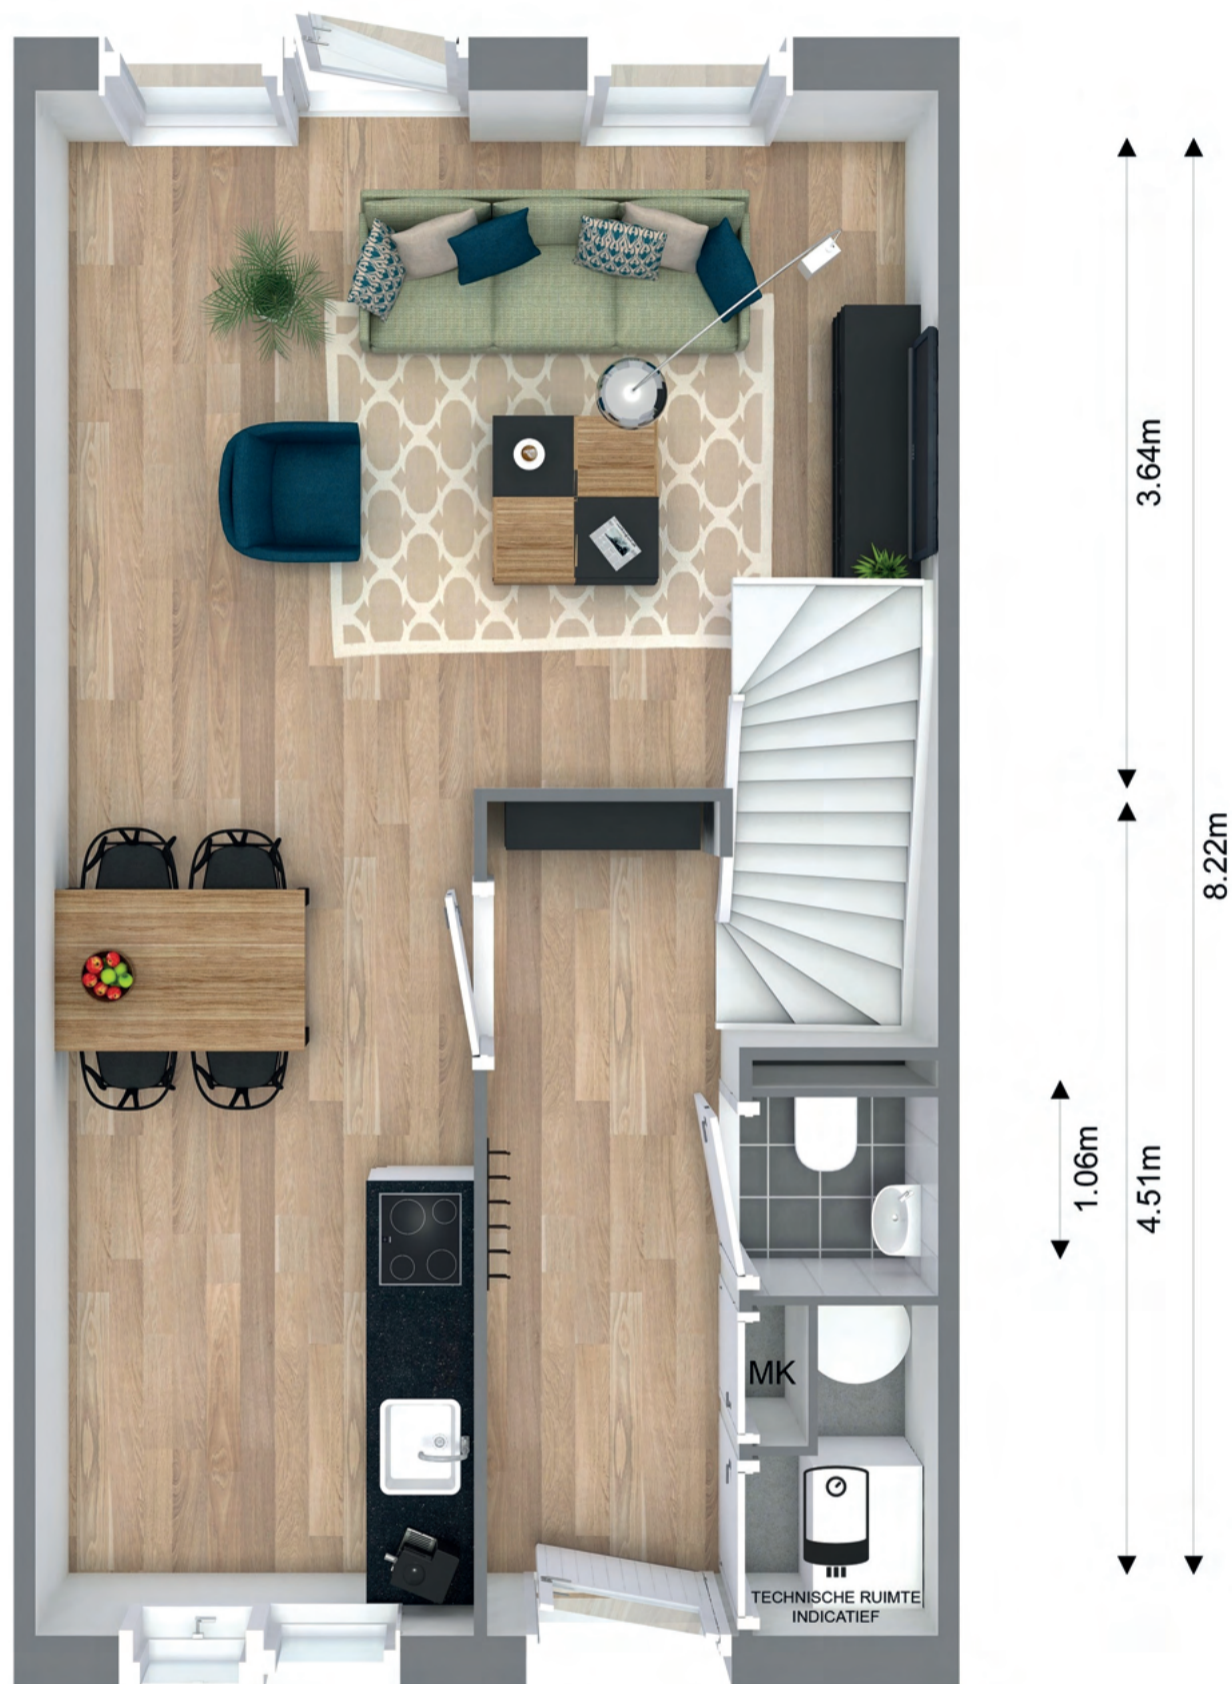 3.64m
8.22m
1.06m
4.51m
MK
TECHNISCHE RUIMTE
INDICATIEF